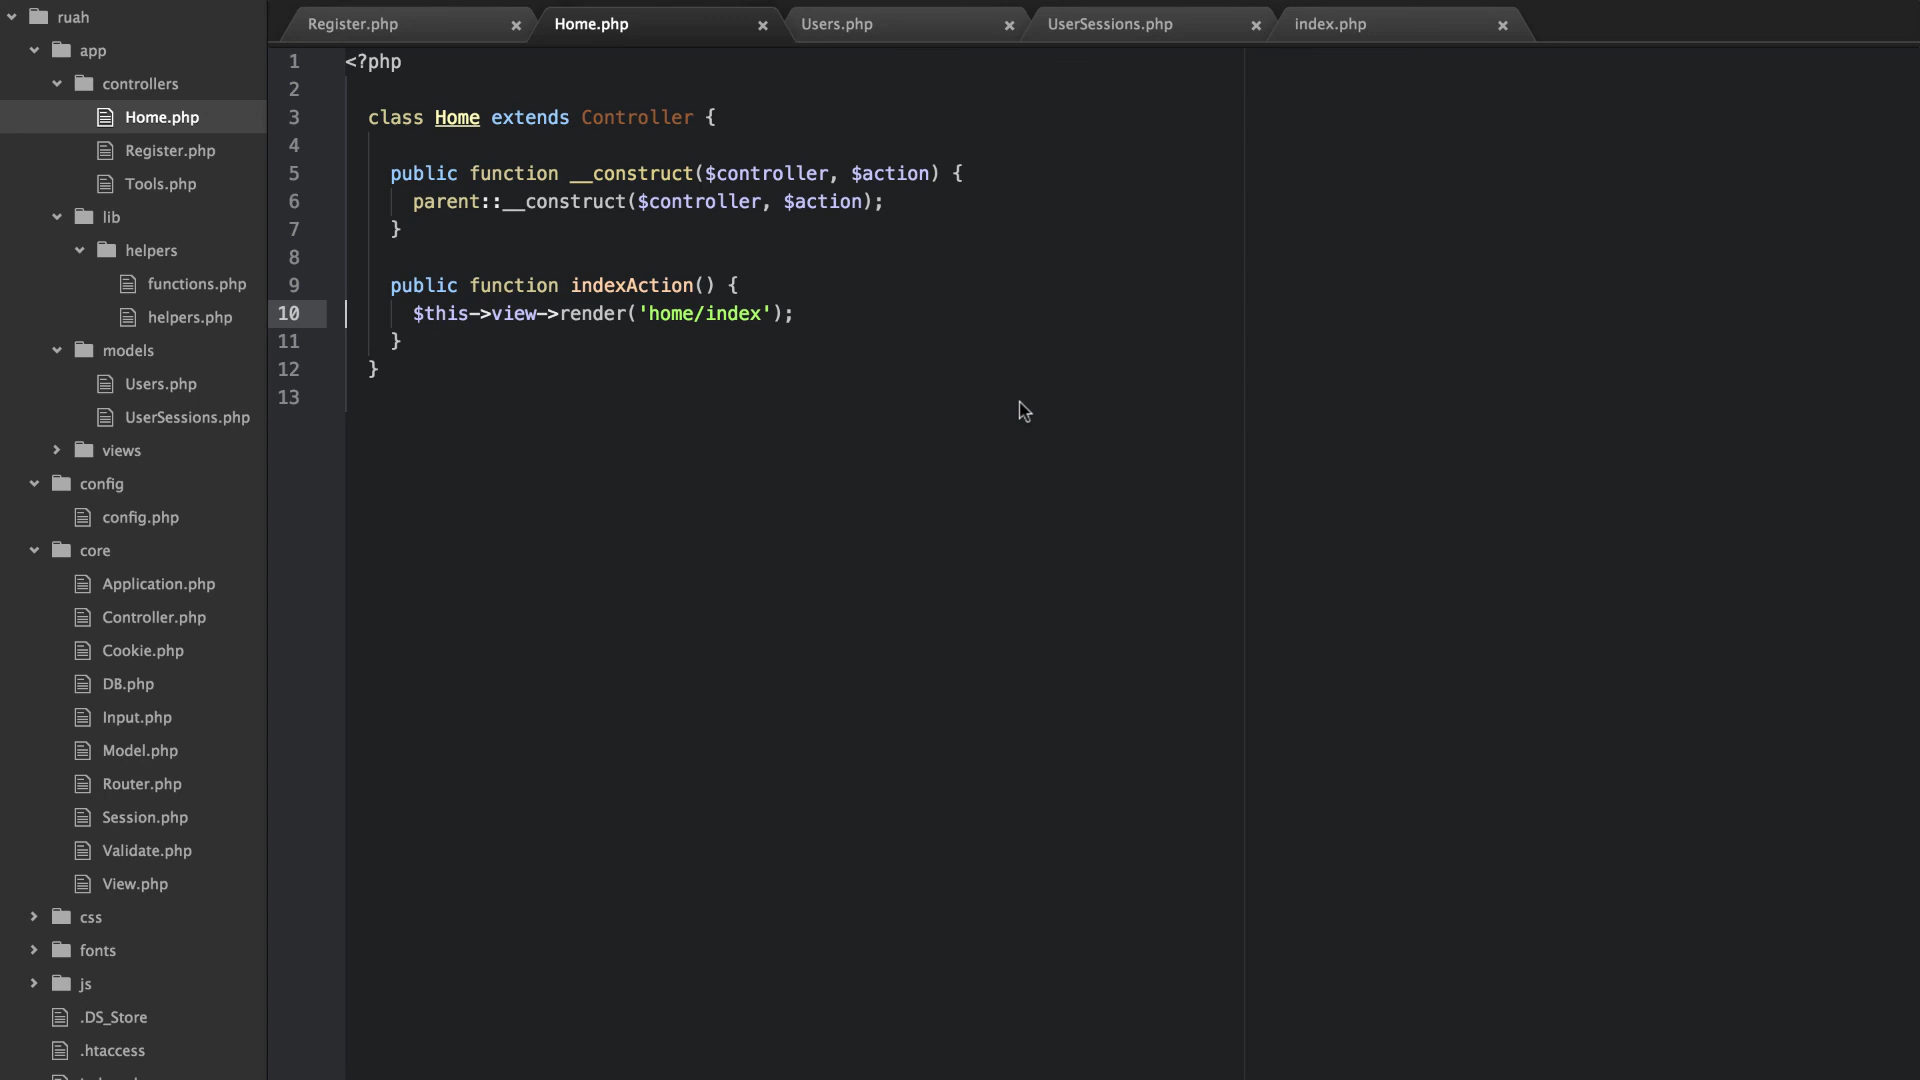 ruah
app
controllers
Home.php
Register.php
Tools.php
lib
helpers
functions.php
helpers.php
models
Users.php
UserSessions.php
views
config
config.php
core
Application.php
Controller.php
Cookie.php
DB.php
Input.php
Model.php
Router.php
Session.php
Validate.php
View.php
css
fonts
js
.DS_Store
.htaccess
Register.php × Home.php × Users.php × UserSessions.php × index.php ×
1 <?php
2
3 class Home extends Controller {
4
5 public function __construct($controller, $action) {
6 parent::__construct($controller, $action);
7 }
8
9 public function indexAction() {
10 $this->view->render('home/index');
11 }
12 }
13